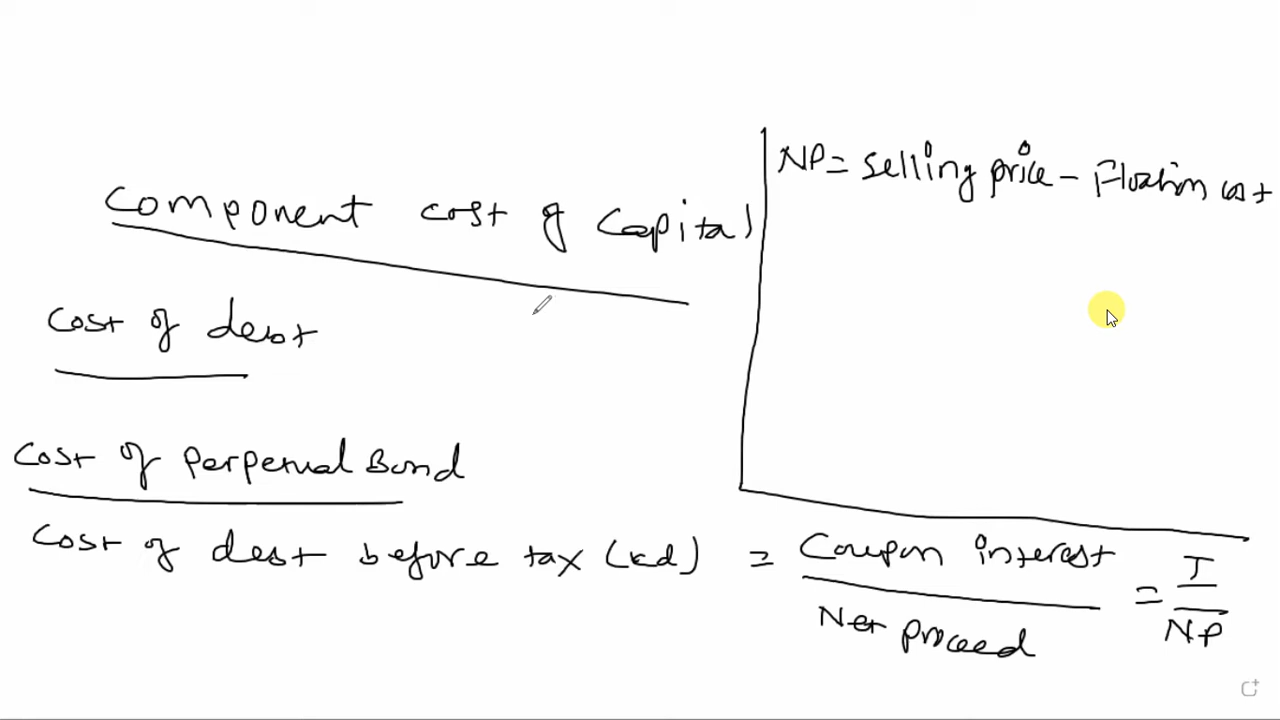 Component cost of Capital
NP = Selling price - Floation cost
cost of debt
cost of Perpetual Bond
cost of debt before tax (kd) = Coupon interest / Net proceed = I / NP